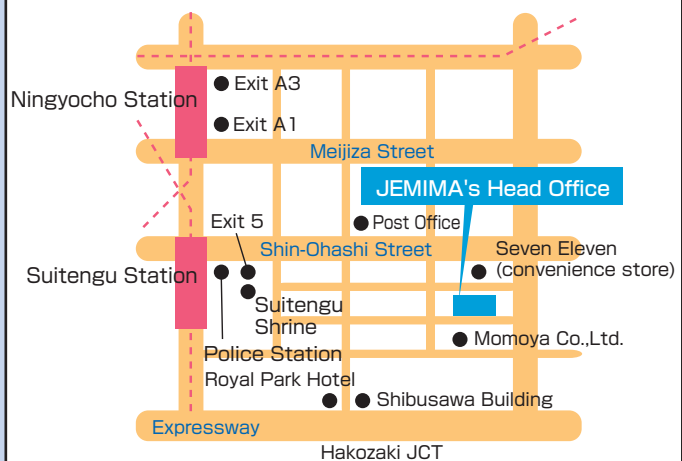 Exit A3
Ningyocho Station
Exit A1
Meijiza Street
JEMIMA's Head Office
Exit 5
Post Office
Shin-Ohashi Street
Seven Eleven
(convenience store)
Suitengu Station
Suitengu
Shrine
Momoya Co.,Ltd.
Police Station
Royal Park Hotel
Shibusawa Building
Expressway
Hakozaki JCT